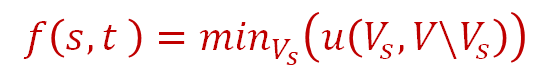 f(s,t ) = min_{V_s}(u(V_s, V\V_s))